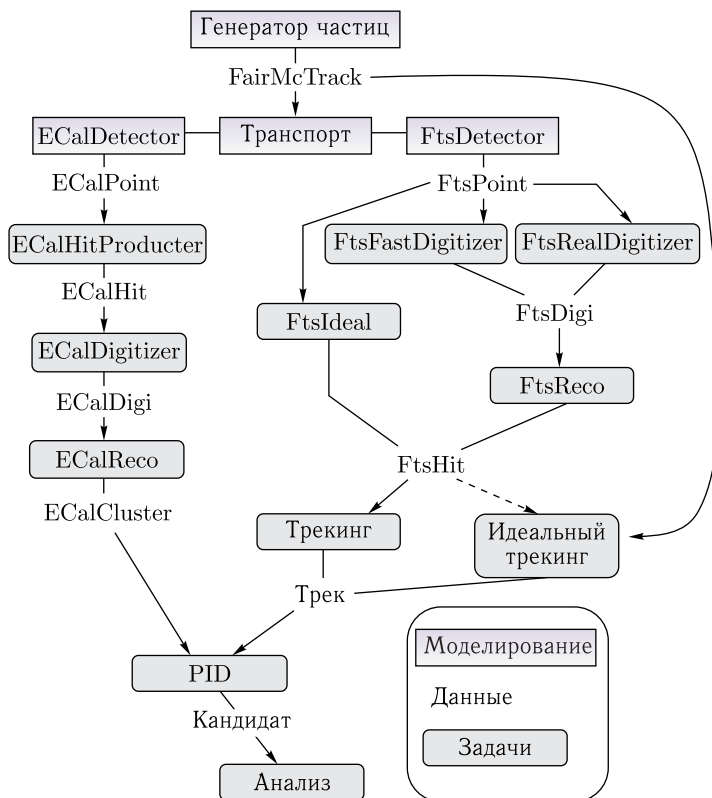 Генератор частиц
FairMcTrack
ECalDetector
Транспорт
FtsDetector
ECalPoint
FtsPoint
ECalHitProducter
FtsFastDigitizer
FtsRealDigitizer
ECalHit
FtsIdeal
FtsDigi
ECalDigitizer
FtsReco
ECalDigi
ECalReco
FtsHit
ECalCluster
Трекинг
Идеальный
трекинг
Трек
PID
Кандидат
Анализ
Моделирование
Данные
Задачи